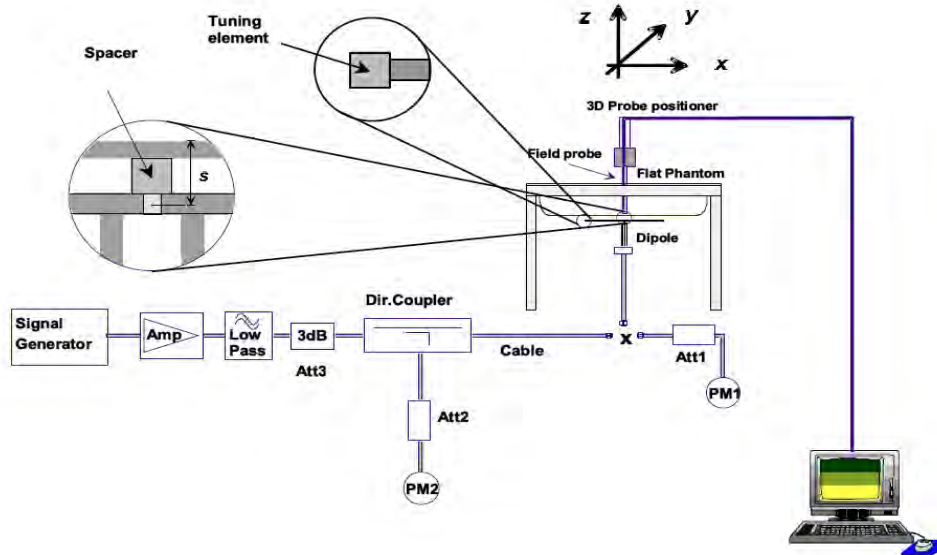 Tuning
element
Spacer
s
z
y
x
3D Probe positioner
Field probe
Flat Phantom
Dipole
Dir.Coupler
Signal
Generator
Amp
Low
Pass
3dB
Att3
Cable
x
Att1
PM1
Att2
PM2